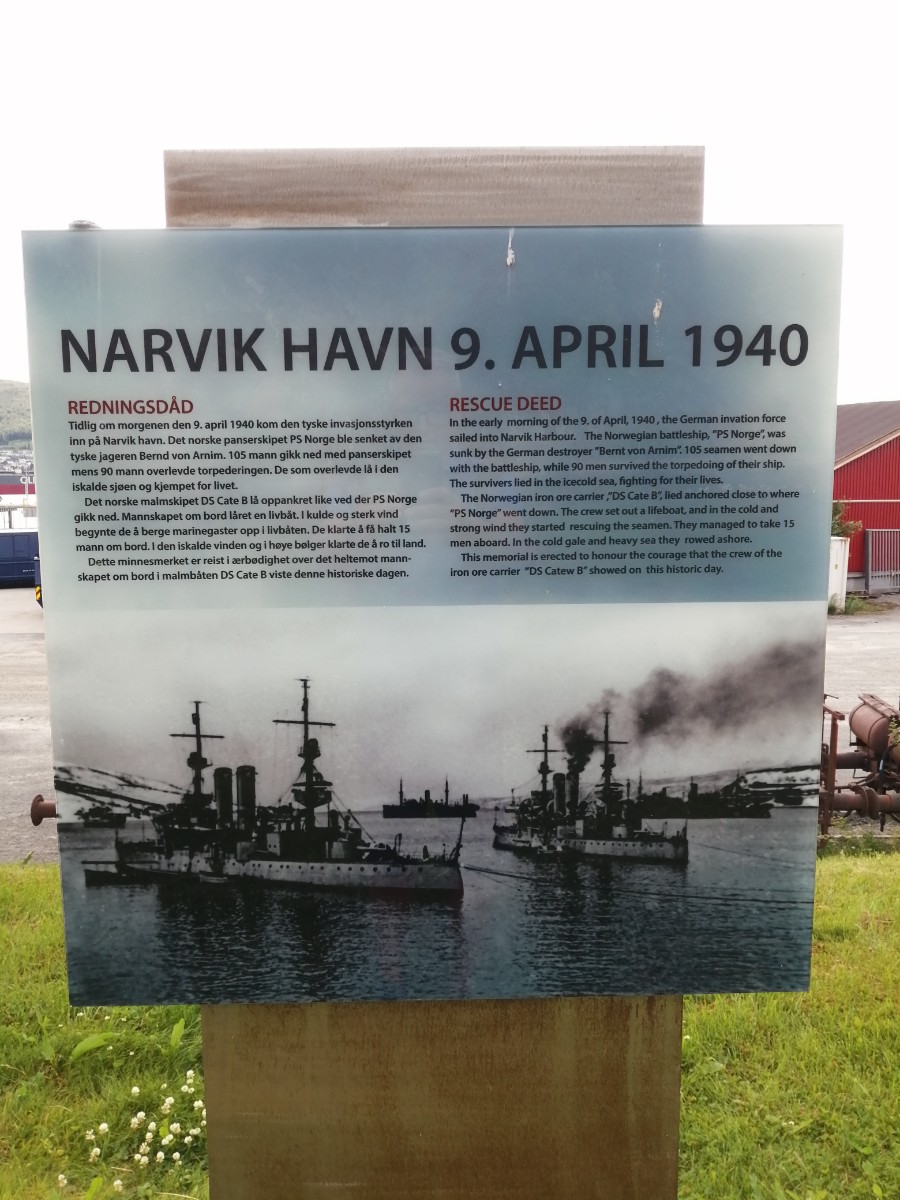 NARVIK HAVN 9. APRIL 1940
REDNINGSDÅD
Tidlig om morgenen den 9. april 1940 kom den tyske invasjonsstyrken
inn på Narvik havn. Det norske panserskipet PS Norge ble senket av den
tyske jageren Bernd von Arnim. 105 mann gikk ned med panserskipet
mens 90 mann overlevde torpederingen. De som overlevde lå i den
iskalde sjøen og kjempet for livet.
Det norske malmskipet DS Cate B lå oppankret like ved der PS Norge
gikk ned. Mannskapet om bord låret en livbåt. I kulde og sterk vind
begynte de å berge marinegaster opp i livbåten. De klarte å få halt 15
mann om bord. I den iskalde vinden og i høye bølger klarte de å ro til land.
Dette minnesmerket er reist i ærbødighet over det heltemot mann-
skapet om bord i malmbåten DS Cate B viste denne historiske dagen.
RESCUE DEED
In the early morning of the 9. of April, 1940 , the German invation force
sailed into Narvik Harbour. The Norwegian battleship, "PS Norge", was
sunk by the German destroyer "Bernt von Arnim". 105 seamen went down
with the battleship, while 90 men survived the torpedoing of their ship.
The survivers lied in the icecold sea, fighting for their lives.
The Norwegian iron ore carrier ,"DS Cate B", lied anchored close to where
"PS Norge" went down. The crew set out a lifeboat, and in the cold and
strong wind they started rescuing the seamen. They managed to take 15
men aboard. In the cold gale and heavy sea they rowed ashore.
This memorial is erected to honour the courage that the crew of the
iron ore carrier "DS Catew B" showed on this historic day.